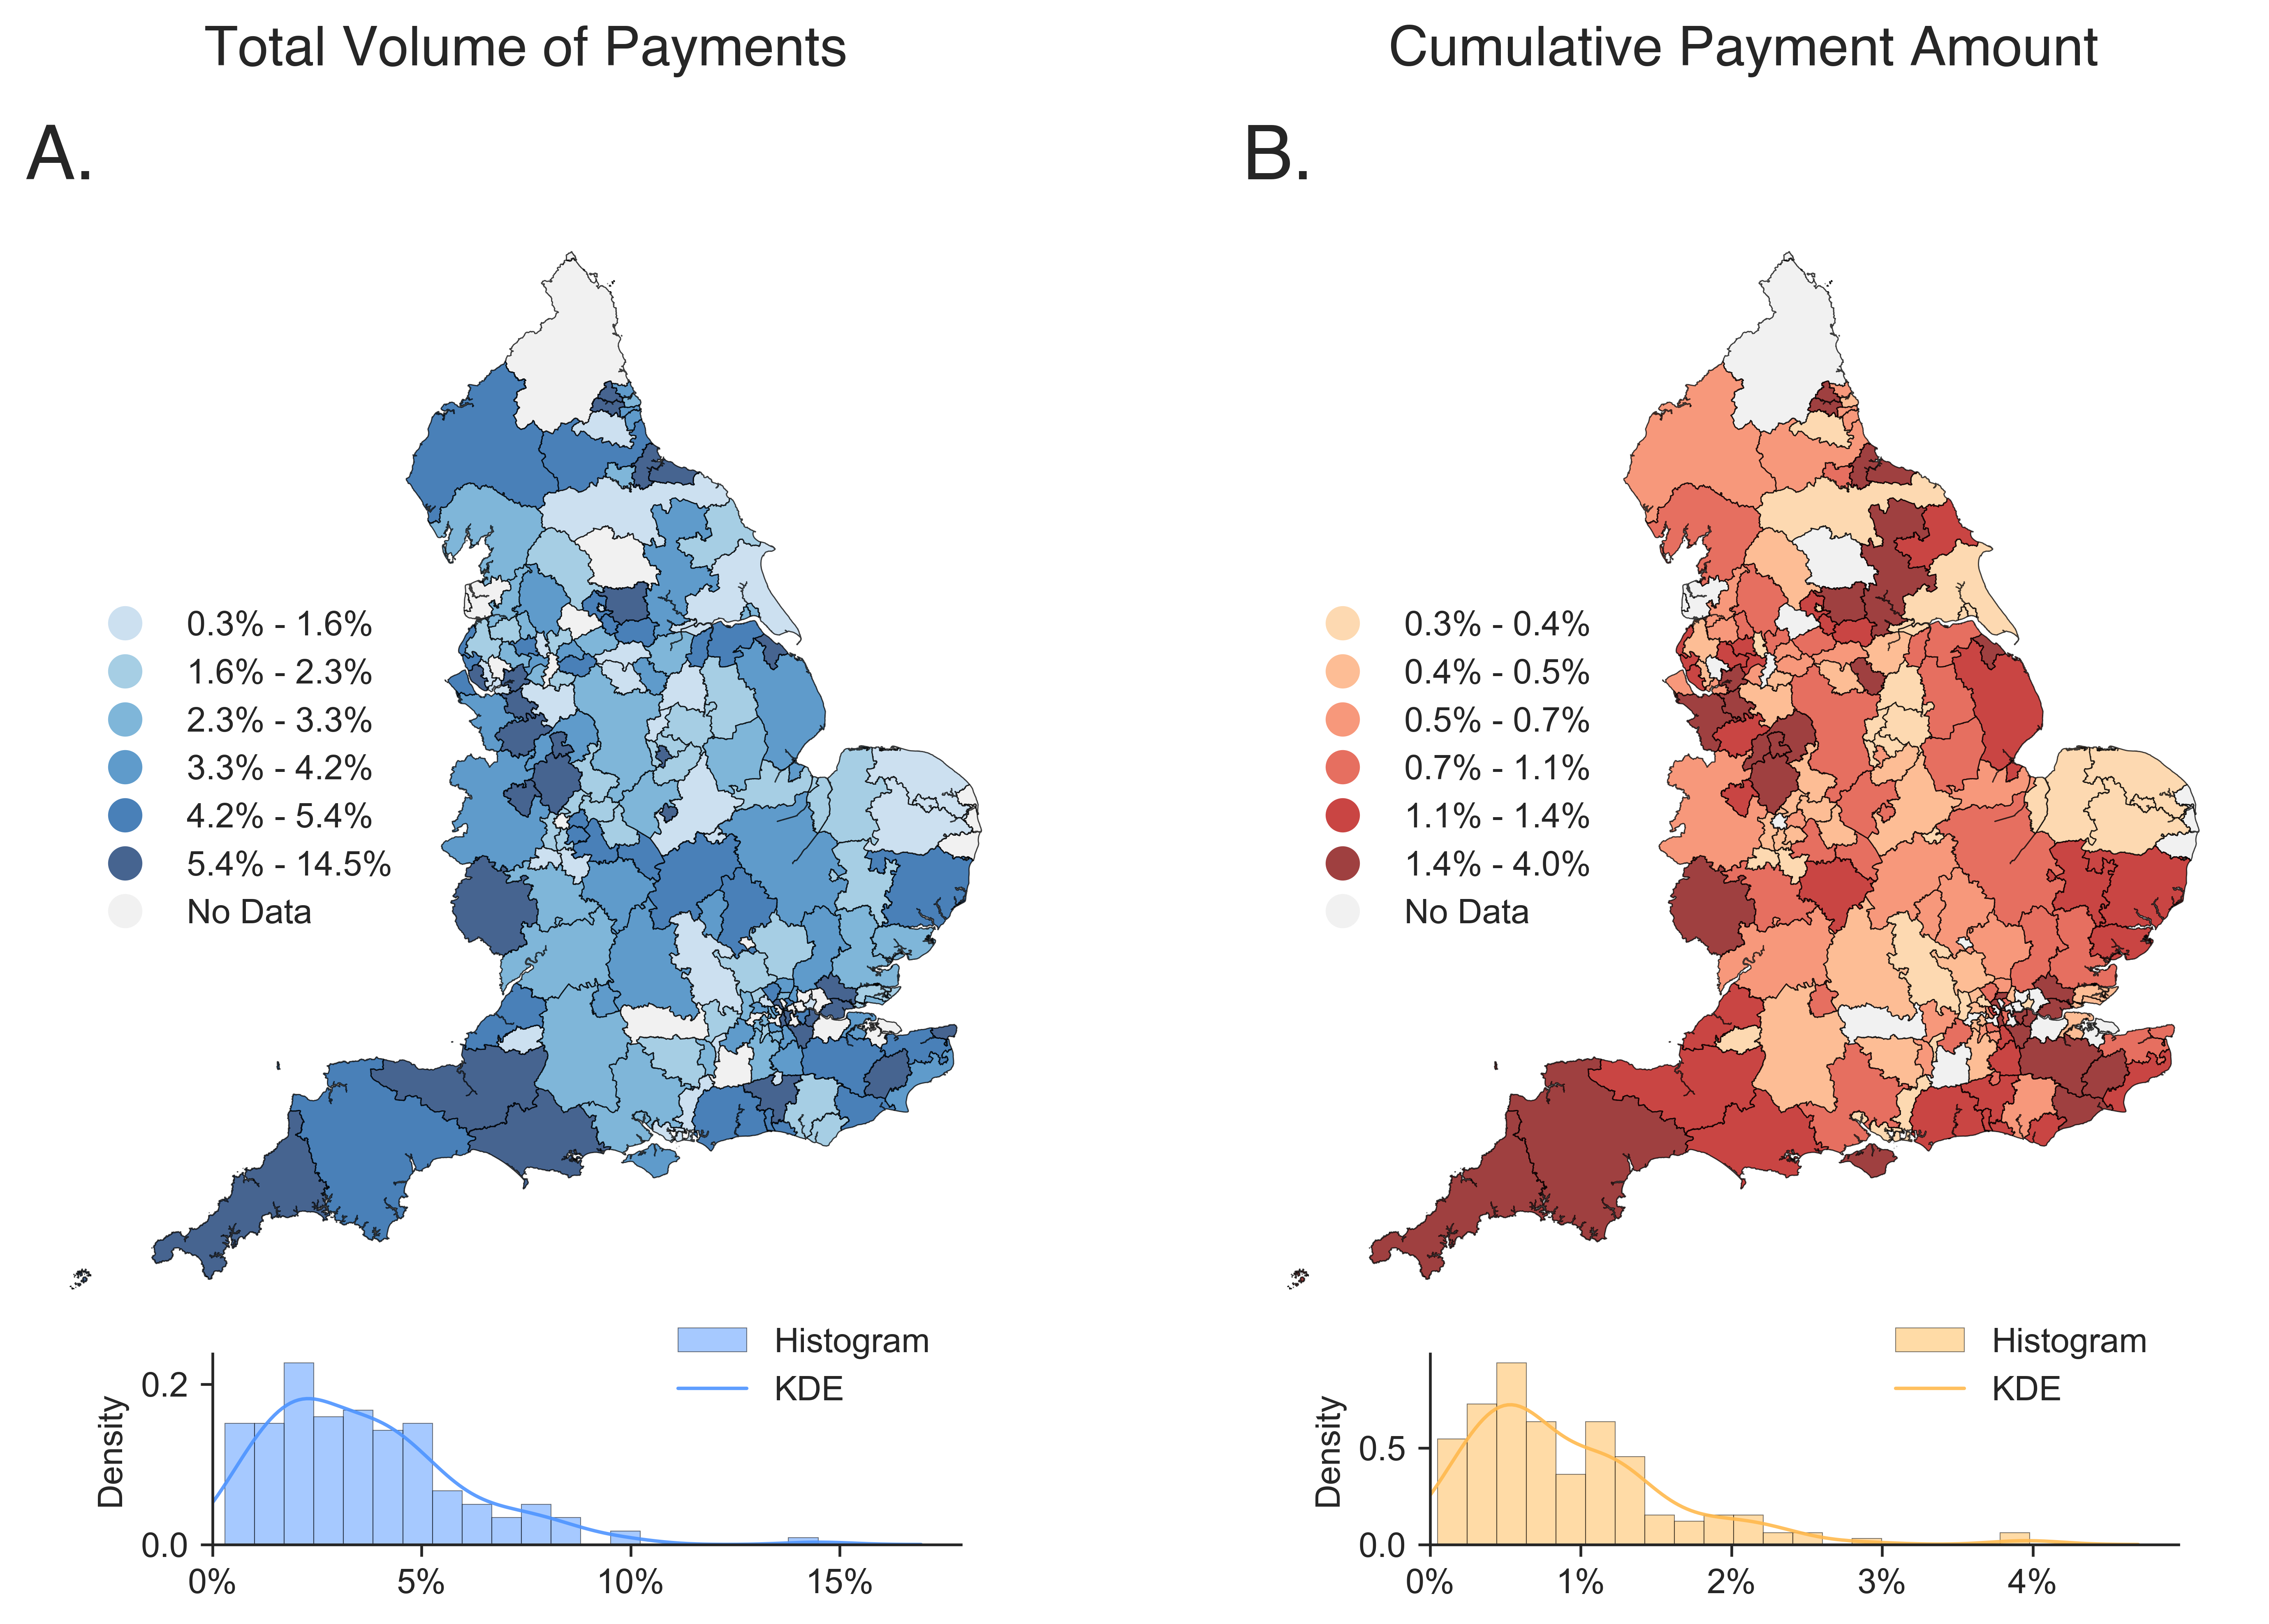 Total Volume of Payments
Cumulative Payment Amount
A.
B.
0.3% - 1.6%
1.6% - 2.3%
2.3% - 3.3%
3.3% - 4.2%
4.2% - 5.4%
5.4% - 14.5%
No Data
0.3% - 0.4%
0.4% - 0.5%
0.5% - 0.7%
0.7% - 1.1%
1.1% - 1.4%
1.4% - 4.0%
No Data
Histogram
KDE
0.2
0.0
Density
0%
5%
10%
15%
Histogram
KDE
0.5
0.0
Density
0%
1%
2%
3%
4%